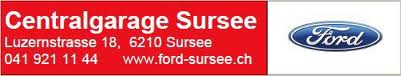 Centralgarage Sursee
Luzernstrasse 18, 6210 Sursee
041 921 11 44 www.ford-sursee.ch
Ford